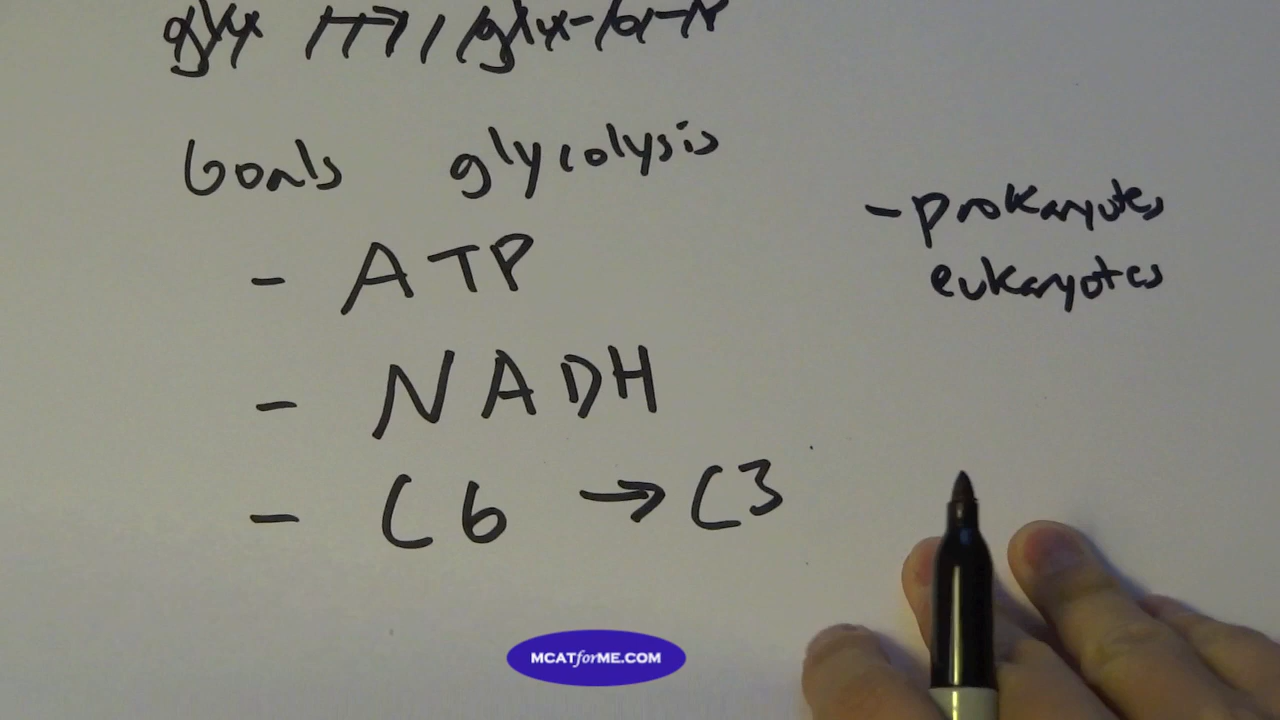 Goals glycolysis
- prokaryotes
eukaryotes
- ATP
- NADH
- C6 → C3
MCATforME.COM